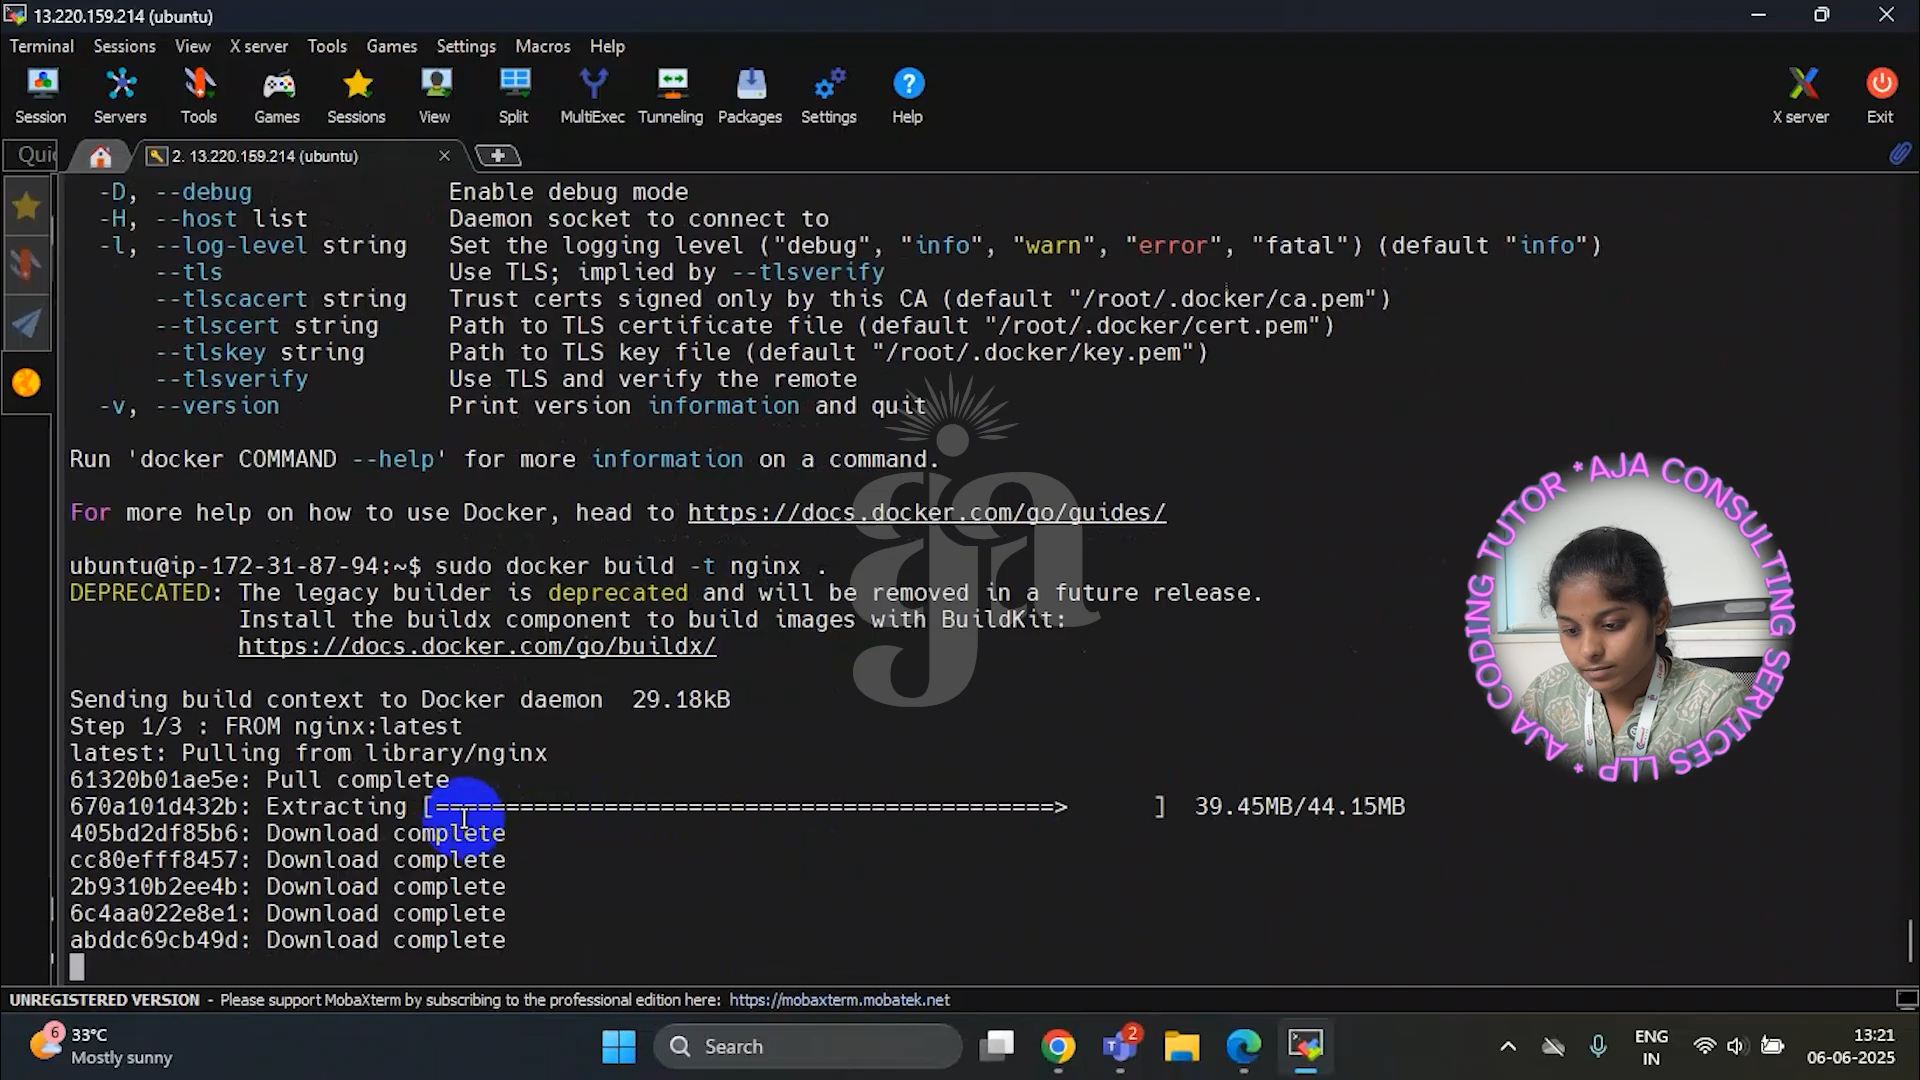 13.220.159.214 (ubuntu)
Terminal Sessions View X server Tools Games Settings Macros Help
Session Servers Tools Games Sessions View Split MultiExec Tunneling Packages Settings Help X server Exit
Quic 2. 13.220.159.214 (ubuntu)
-D, --debug Enable debug mode
-H, --host list Daemon socket to connect to
-l, --log-level string Set the logging level ("debug", "info", "warn", "error", "fatal") (default "info")
--tls Use TLS; implied by --tlsverify
--tlscacert string Trust certs signed only by this CA (default "/root/.docker/ca.pem")
--tlscert string Path to TLS certificate file (default "/root/.docker/cert.pem")
--tlskey string Path to TLS key file (default "/root/.docker/key.pem")
--tlsverify Use TLS and verify the remote
-v, --version Print version information and quit
Run 'docker COMMAND --help' for more information on a command.
For more help on how to use Docker, head to https://docs.docker.com/go/guides/
ubuntu@ip-172-31-87-94:~$ sudo docker build -t nginx .
DEPRECATED: The legacy builder is deprecated and will be removed in a future release.
Install the buildx component to build images with BuildKit:
https://docs.docker.com/go/buildx/
Sending build context to Docker daemon 29.18kB
Step 1/3 : FROM nginx:latest
latest: Pulling from library/nginx
61320b01ae5e: Pull complete
670a101d432b: Extracting [============================================> ] 39.45MB/44.15MB
405bd2df85b6: Download complete
cc80efff8457: Download complete
2b9310b2ee4b: Download complete
6c4aa022e8e1: Download complete
abddc69cb49d: Download complete
aja
AJA CODING TUTOR * AJA CONSULTING SERVICES LLP *
UNREGISTERED VERSION - Please support MobaXterm by subscribing to the professional edition here: https://mobaxterm.mobatek.net
6
33°C
Mostly sunny
Search
2
ENG
IN
13:21
06-06-2025